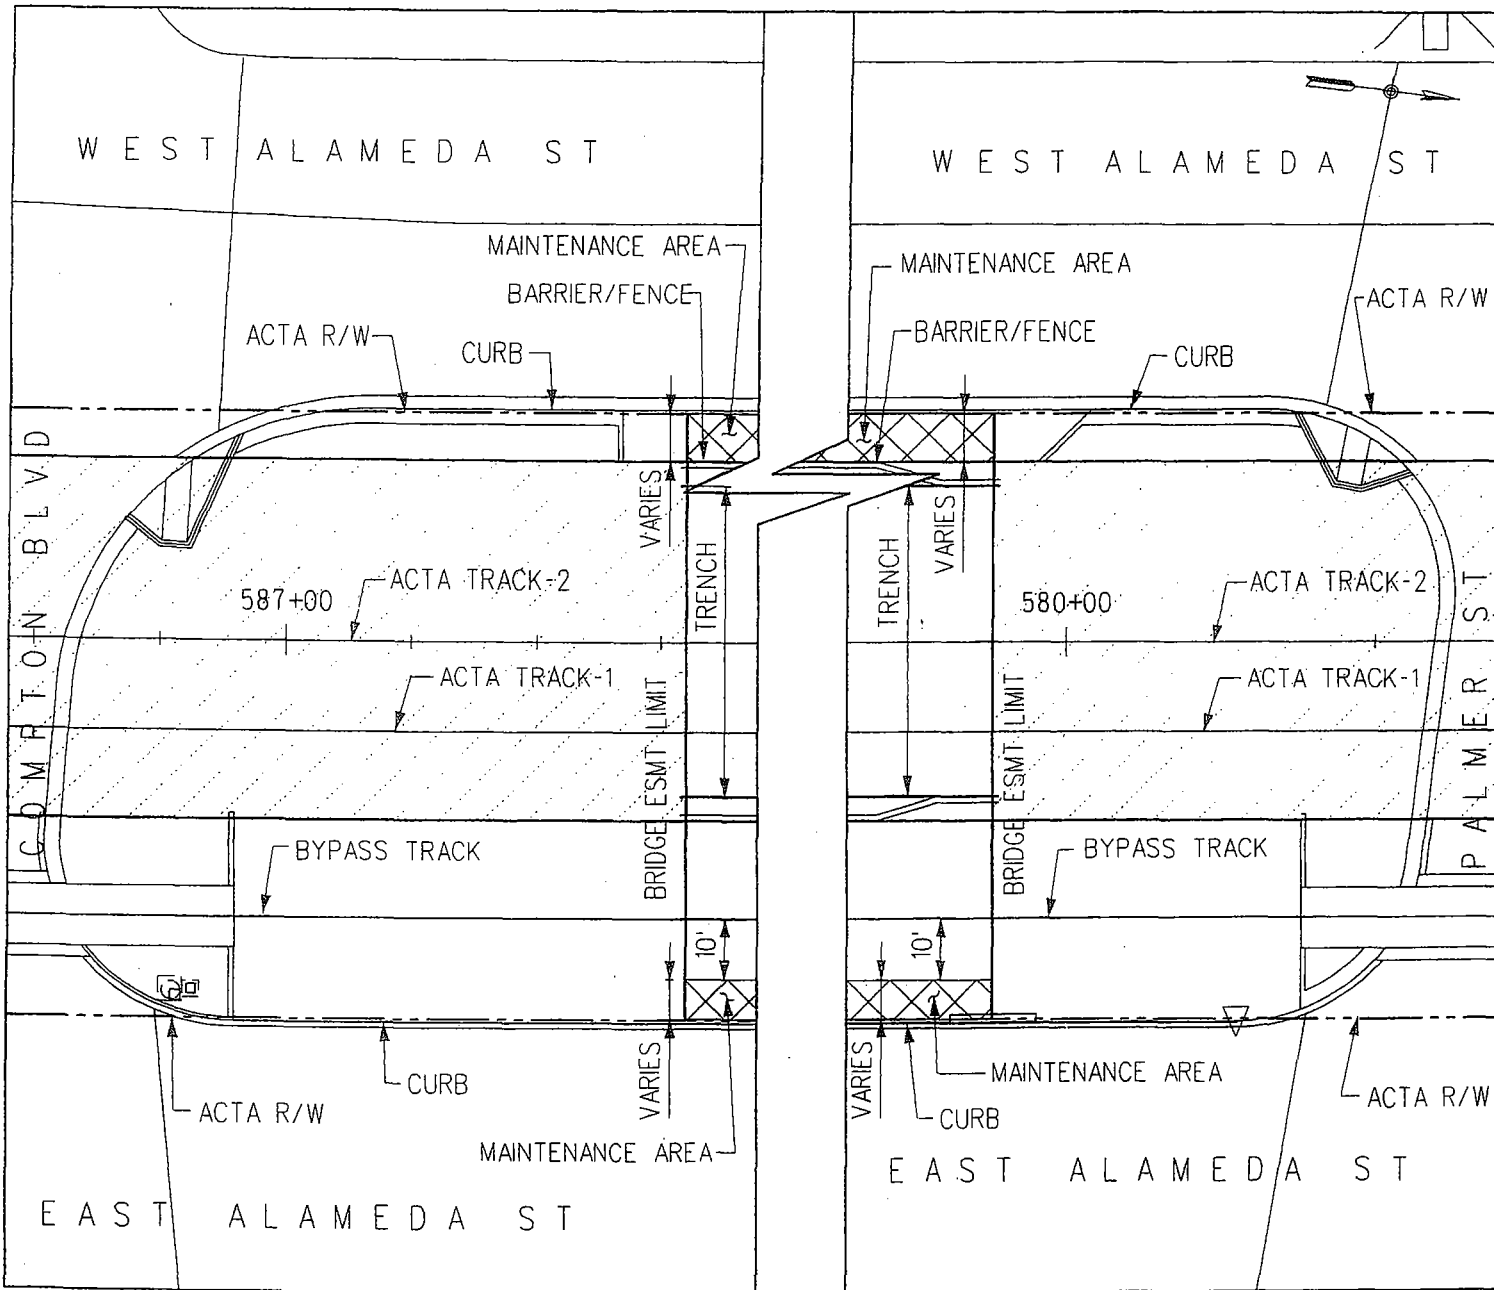 WEST ALAMEDA ST
WEST ALAMEDA ST
MAINTENANCE AREA
MAINTENANCE AREA
BARRIER/FENCE
ACTA R/W
ACTA R/W
CURB
BARRIER/FENCE
CURB
COMPTON BLVD
VARIES
VARIES
TRENCH
TRENCH
587+00
ACTA TRACK-2
580+00
ACTA TRACK-2
ACTA TRACK-1
ACTA TRACK-1
PALMER ST
BRIDGE ESMT LIMIT
BRIDGE ESMT LIMIT
BYPASS TRACK
BYPASS TRACK
10'
10'
VARIES
VARIES
CURB
MAINTENANCE AREA
ACTA R/W
ACTA R/W
CURB
MAINTENANCE AREA
EAST ALAMEDA ST
EAST ALAMEDA ST